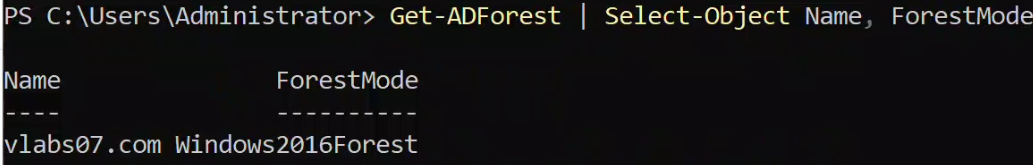 PS C:\Users\Administrator> Get-ADForest | Select-Object Name, ForestMode
Name                ForestMode
----                ----------
vlabs07.com Windows2016Forest